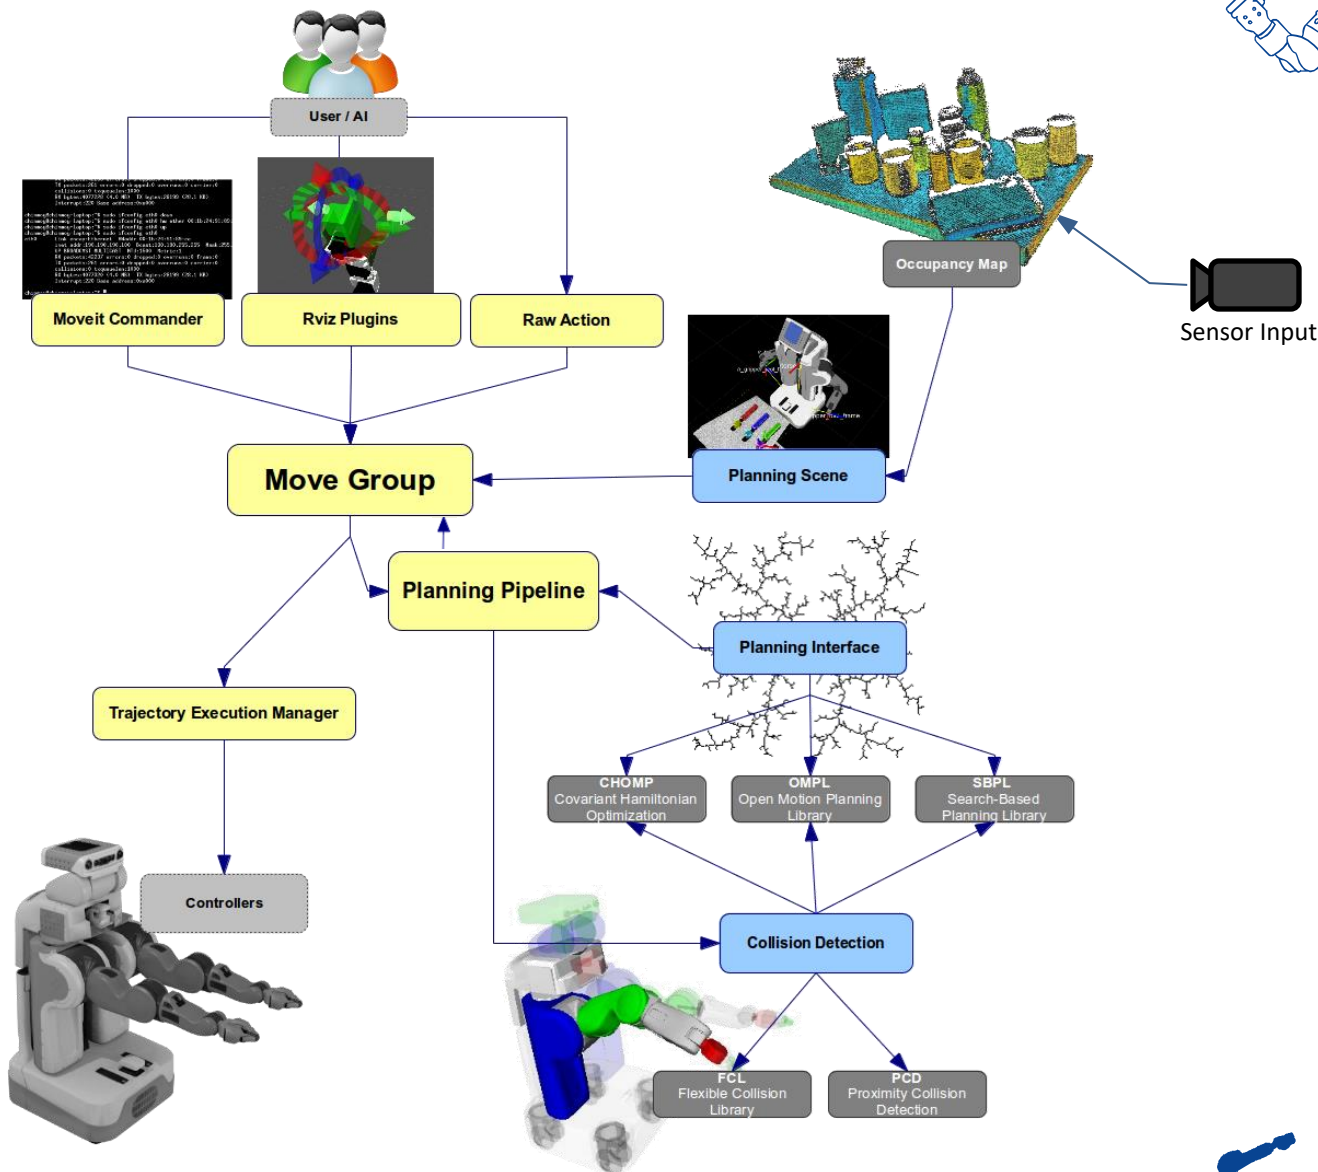 User / AI
Moveit Commander
Rviz Plugins
Raw Action
Occupancy Map
Sensor Input
Move Group
Planning Scene
Planning Pipeline
Planning Interface
Trajectory Execution Manager
CHOMP
Covariant Hamiltonian
Optimization
OMPL
Open Motion Planning
Library
SBPL
Search-Based
Planning Library
Controllers
Collision Detection
FCL
Flexible Collision
Library
PCD
Proximity Collision
Detection